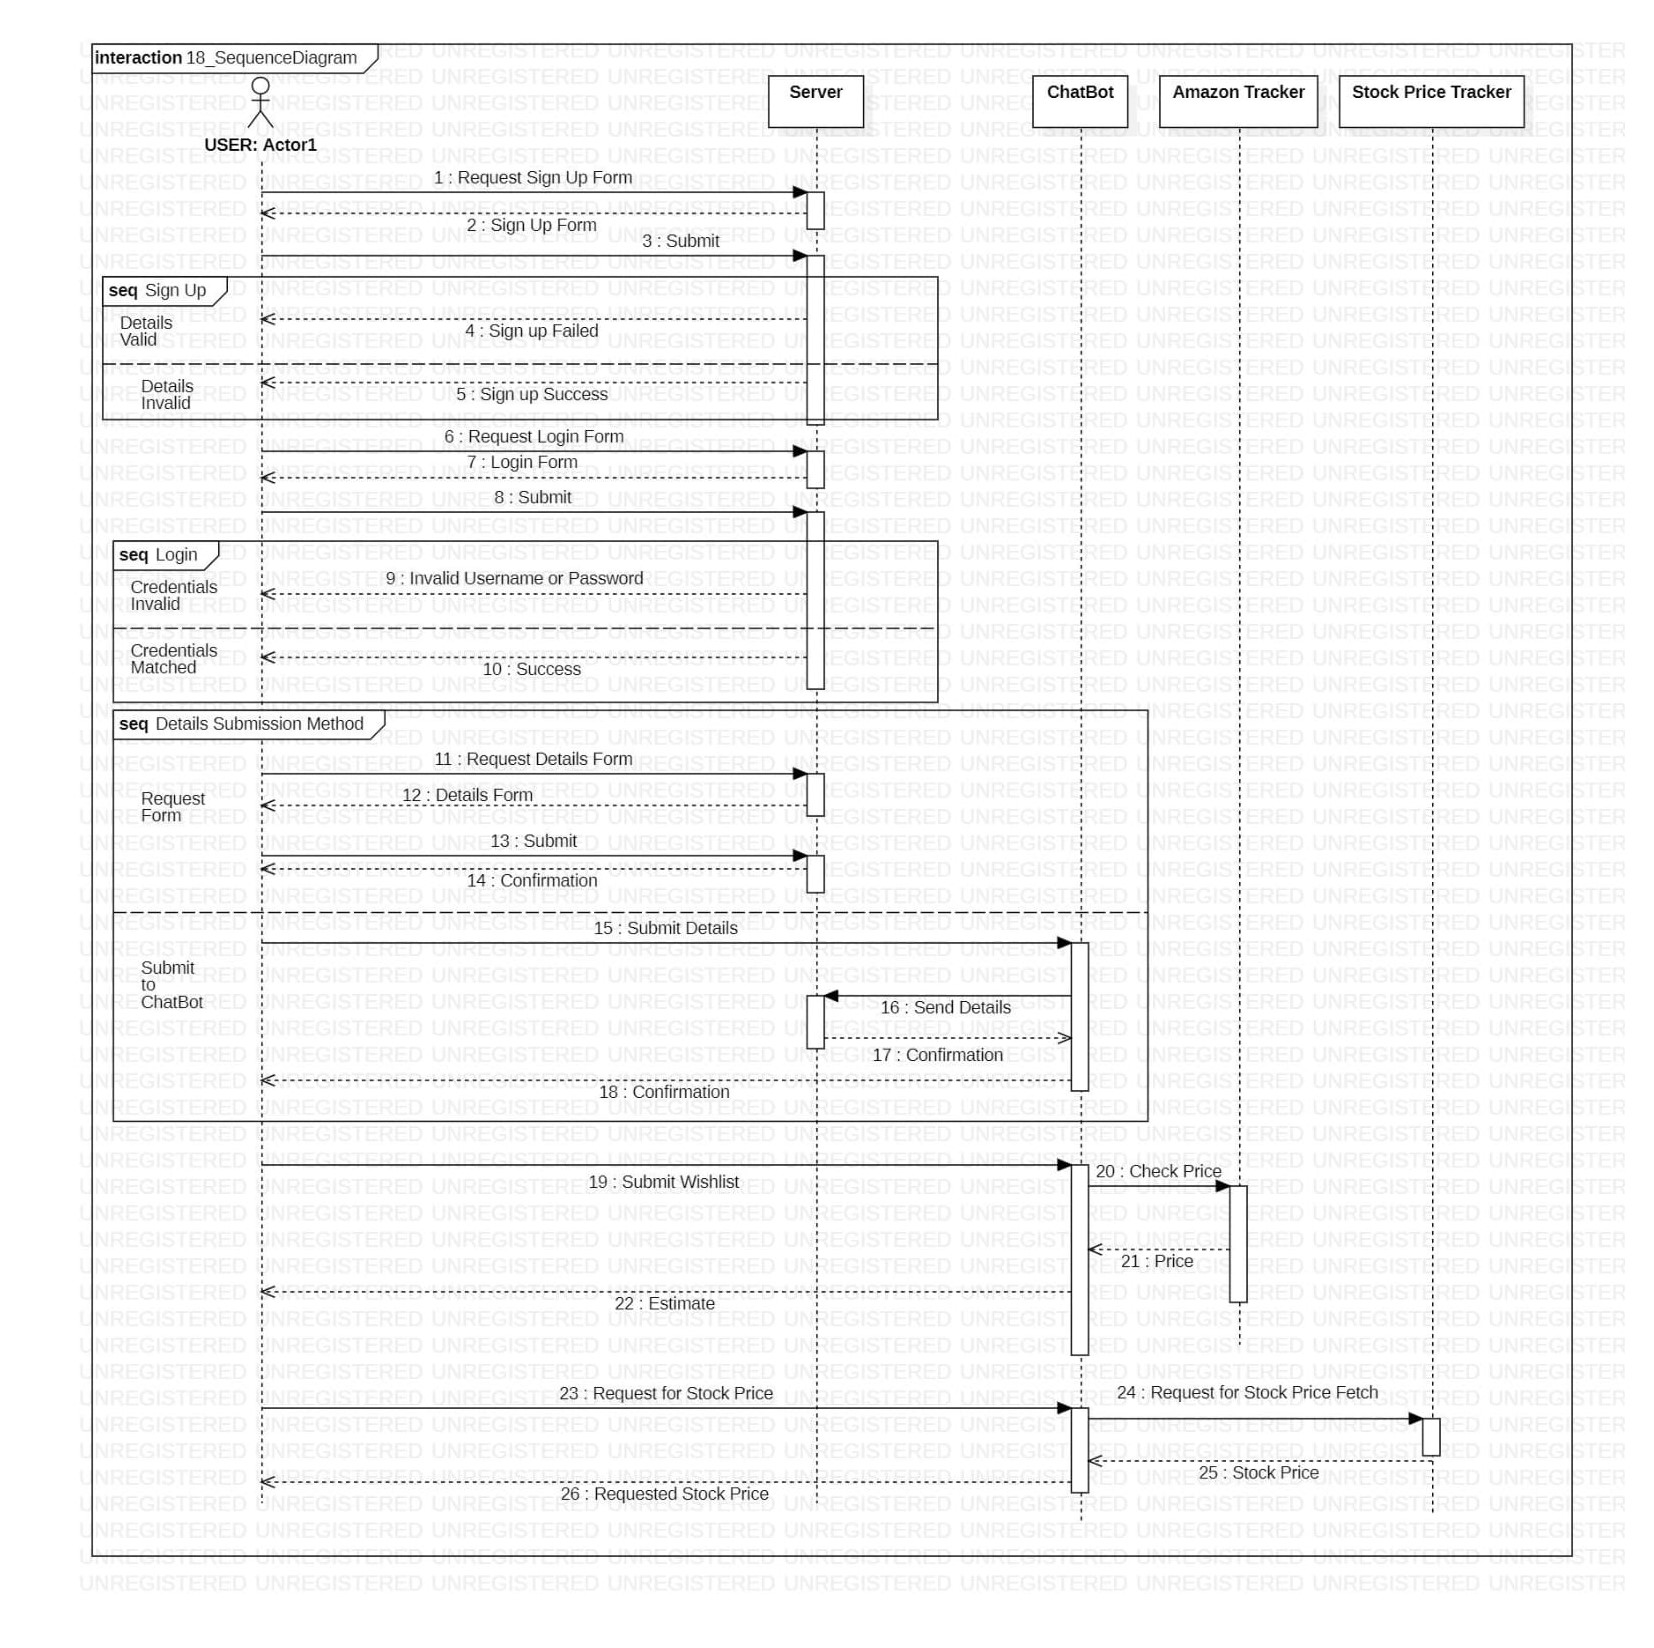 interaction 18_SequenceDiagram
USER: Actor1
Server
ChatBot
Amazon Tracker
Stock Price Tracker
1 : Request Sign Up Form
2 : Sign Up Form
3 : Submit
seq Sign Up
Details
Valid
4 : Sign up Failed
Details
Invalid
5 : Sign up Success
6 : Request Login Form
7 : Login Form
8 : Submit
seq Login
Credentials
Invalid
9 : Invalid Username or Password
Credentials
Matched
10 : Success
seq Details Submission Method
11 : Request Details Form
Request
Form
12 : Details Form
13 : Submit
14 : Confirmation
15 : Submit Details
Submit
to
ChatBot
16 : Send Details
17 : Confirmation
18 : Confirmation
19 : Submit Wishlist
20 : Check Price
21 : Price
22 : Estimate
23 : Request for Stock Price
24 : Request for Stock Price Fetch
25 : Stock Price
26 : Requested Stock Price
UNREGISTERED UNREGISTERED UNREGISTERED UNREGISTERED UNREGISTERED UNREGISTERED UNREGISTERED UNREGISTERED UNREGISTER